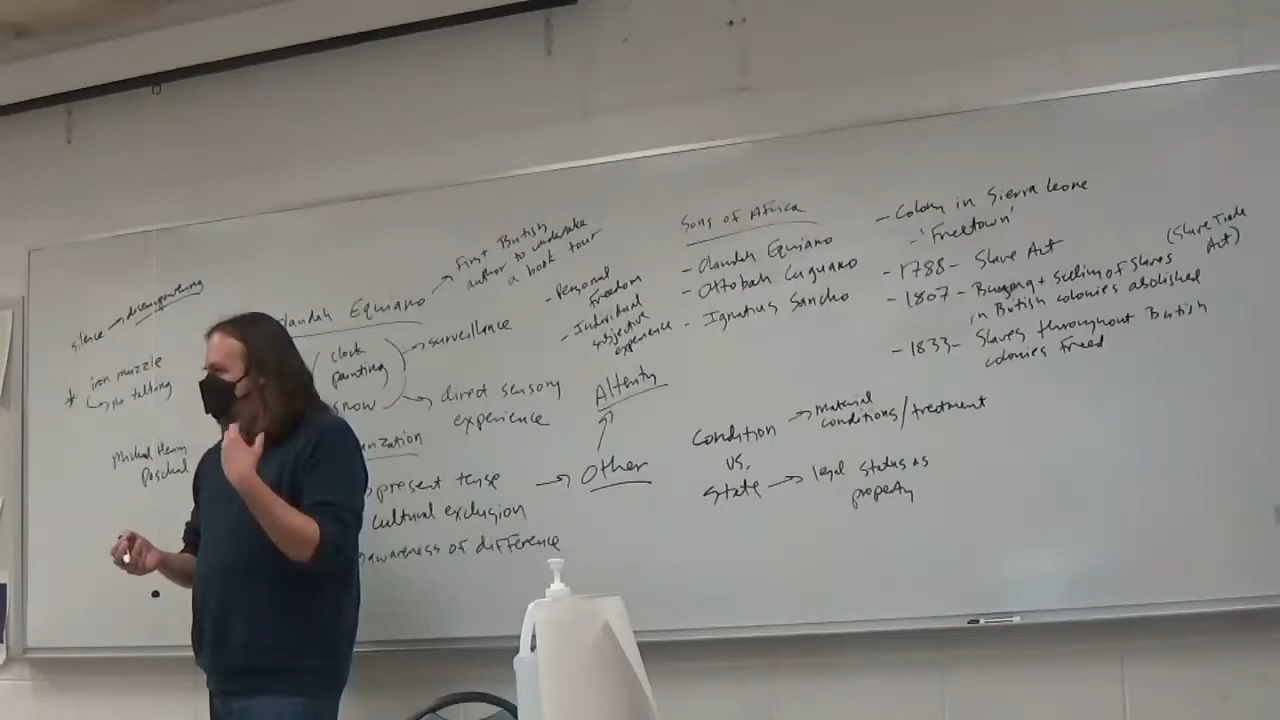 silence → disempowering
* iron muzzle
↳ no talking
Michael Henry
Paschal
Olaudah Equiano
→ First British
author to undertake
a book tour
clock
painting
snow
→ surveillance
→ direct sensory
experience
present tense
cultural exclusion
awareness of difference
→ Other
Alterity
- Personal
freedom
- Individual
subjective
experience
Sons of Africa
- Olaudah Equiano
- Ottobah Cuguano
- Ignatius Sancho
- Colony in Sierra Leone
- 'Freetown'
- 1788 - Slave Act
- 1807 - Buying + Selling of Slaves
in British colonies abolished
(Slave Trade
Act)
- 1833 - Slaves throughout British
colonies freed
Condition → Material
conditions/treatment
vs.
State → legal status as
property